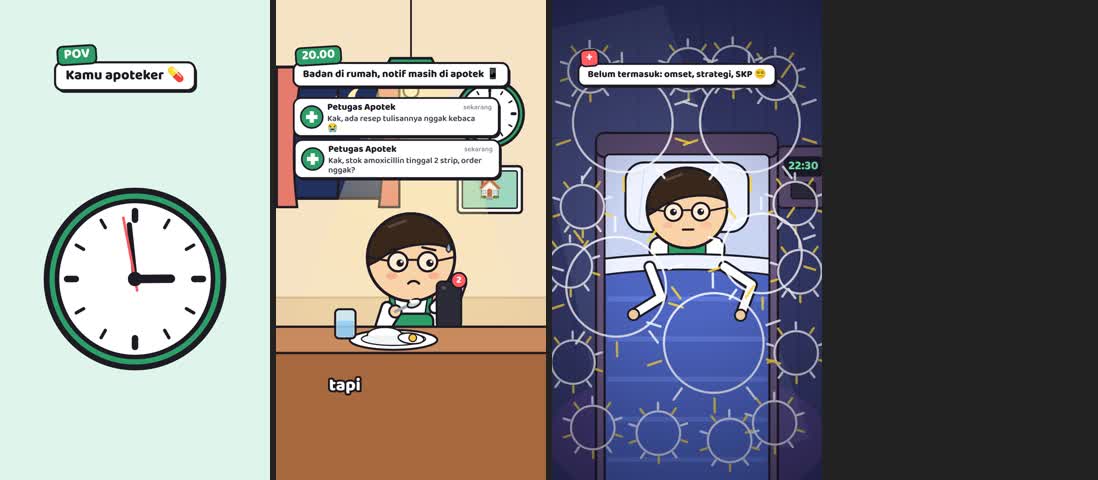 POV
Kamu apoteker 💊
20.00
Badan di rumah, notif masih di apotek 📱
Petugas Apotek
sekarang
Kak, ada resep tulisannya nggak kebaca
😭
Petugas Apotek
sekarang
Kak, stok amoxicillin tinggal 2 strip, order
nggak?
2
tapi
+
Belum termasuk: omset, strategi, SKP 😵‍💫
22:30